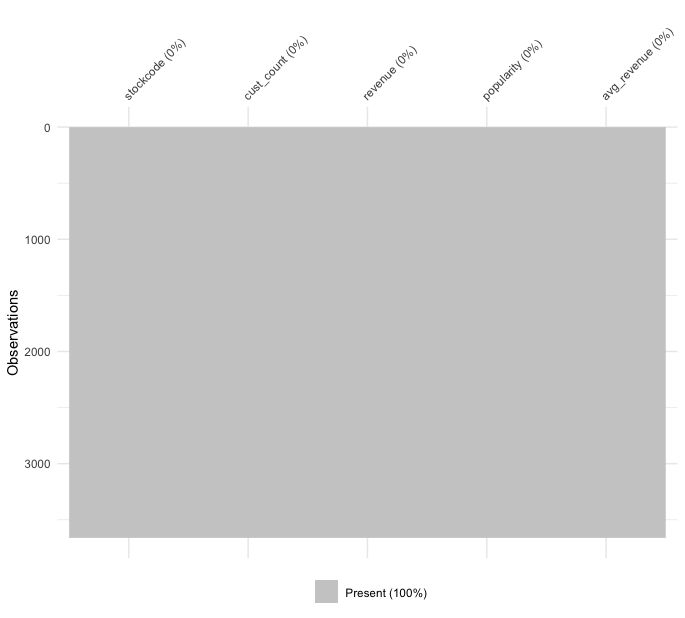 stockcode (0%)
cust_count (0%)
revenue (0%)
popularity (0%)
avg_revenue (0%)
0
1000
2000
3000
Observations
Present (100%)